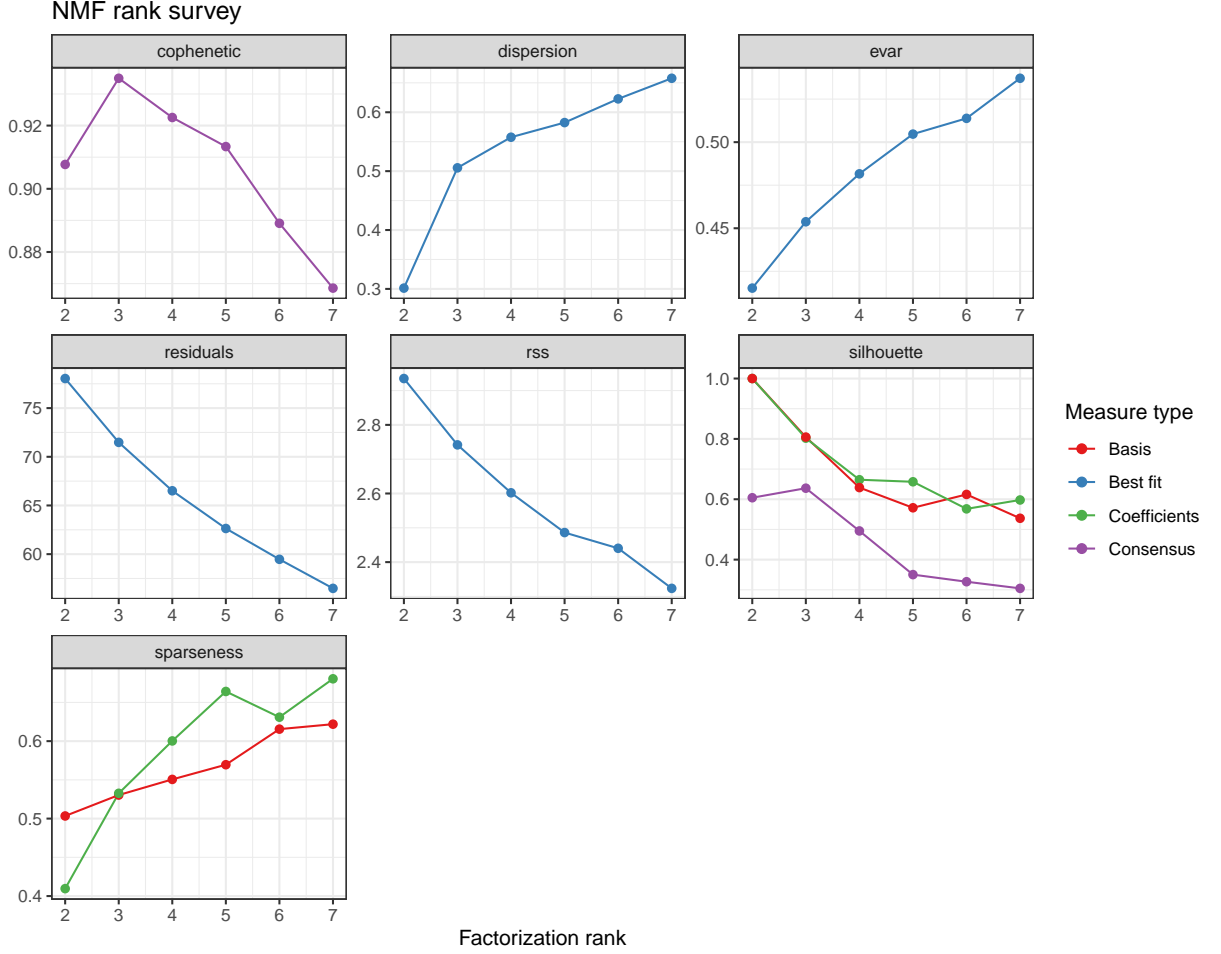 NMF rank survey
cophenetic
dispersion
evar
0.92
0.90
0.88
2 3 4 5 6 7
0.6
0.5
0.4
0.3
2 3 4 5 6 7
0.50
0.45
2 3 4 5 6 7
residuals
rss
silhouette
75
70
65
60
2 3 4 5 6 7
2.8
2.6
2.4
2 3 4 5 6 7
1.0
0.8
0.6
0.4
2 3 4 5 6 7
Measure type
Basis
Best fit
Coefficients
Consensus
sparseness
0.6
0.5
0.4
2 3 4 5 6 7
Factorization rank